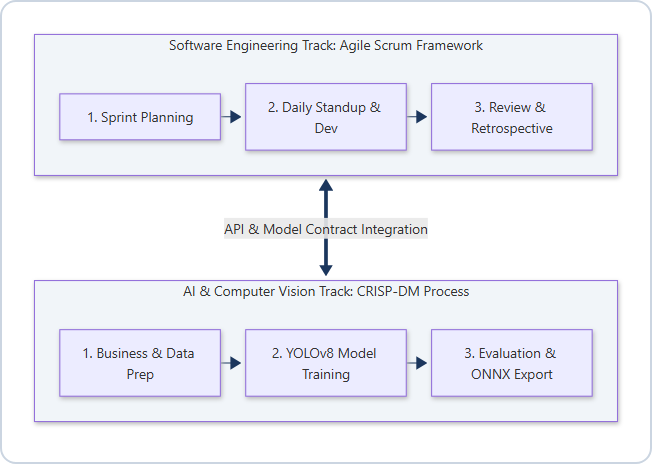 Software Engineering Track: Agile Scrum Framework
1. Sprint Planning
2. Daily Standup &
Dev
3. Review &
Retrospective
API & Model Contract Integration
AI & Computer Vision Track: CRISP-DM Process
1. Business & Data
Prep
2. YOLOv8 Model
Training
3. Evaluation &
ONNX Export